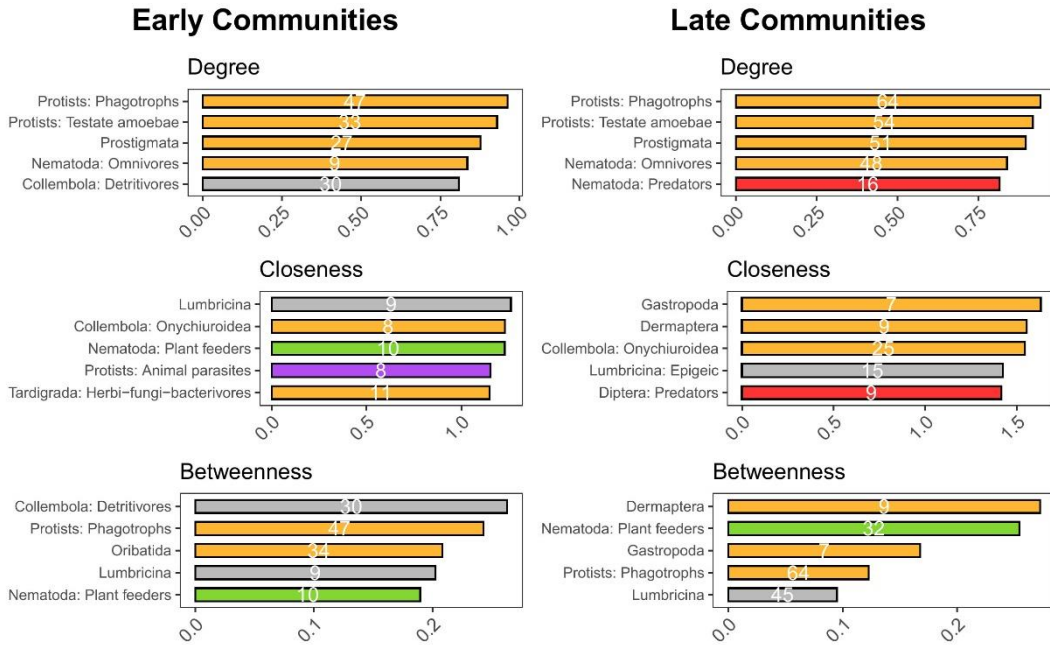 Early Communities
Degree
Protists: Phagotrophs 47
Protists: Testate amoebae 33
Prostigmata 27
Nematoda: Omnivores 9
Collembola: Detritivores 30
0.00 0.25 0.50 0.75 1.00
Closeness
Lumbricina 9
Collembola: Onychiuroidea 8
Nematoda: Plant feeders 10
Protists: Animal parasites 8
Tardigrada: Herbi−fungi−bacterivores 11
0.0 0.5 1.0
Betweenness
Collembola: Detritivores 30
Protists: Phagotrophs 47
Oribatida 34
Lumbricina 9
Nematoda: Plant feeders 10
0.0 0.1 0.2
Late Communities
Degree
Protists: Phagotrophs 64
Protists: Testate amoebae 54
Prostigmata 51
Nematoda: Omnivores 48
Nematoda: Predators 16
0.00 0.25 0.50 0.75
Closeness
Gastropoda 7
Dermaptera 9
Collembola: Onychiuroidea 25
Lumbricina: Epigeic 15
Diptera: Predators 9
0.0 0.5 1.0 1.5
Betweenness
Dermaptera 9
Nematoda: Plant feeders 32
Gastropoda 7
Protists: Phagotrophs 64
Lumbricina 45
0.0 0.1 0.2